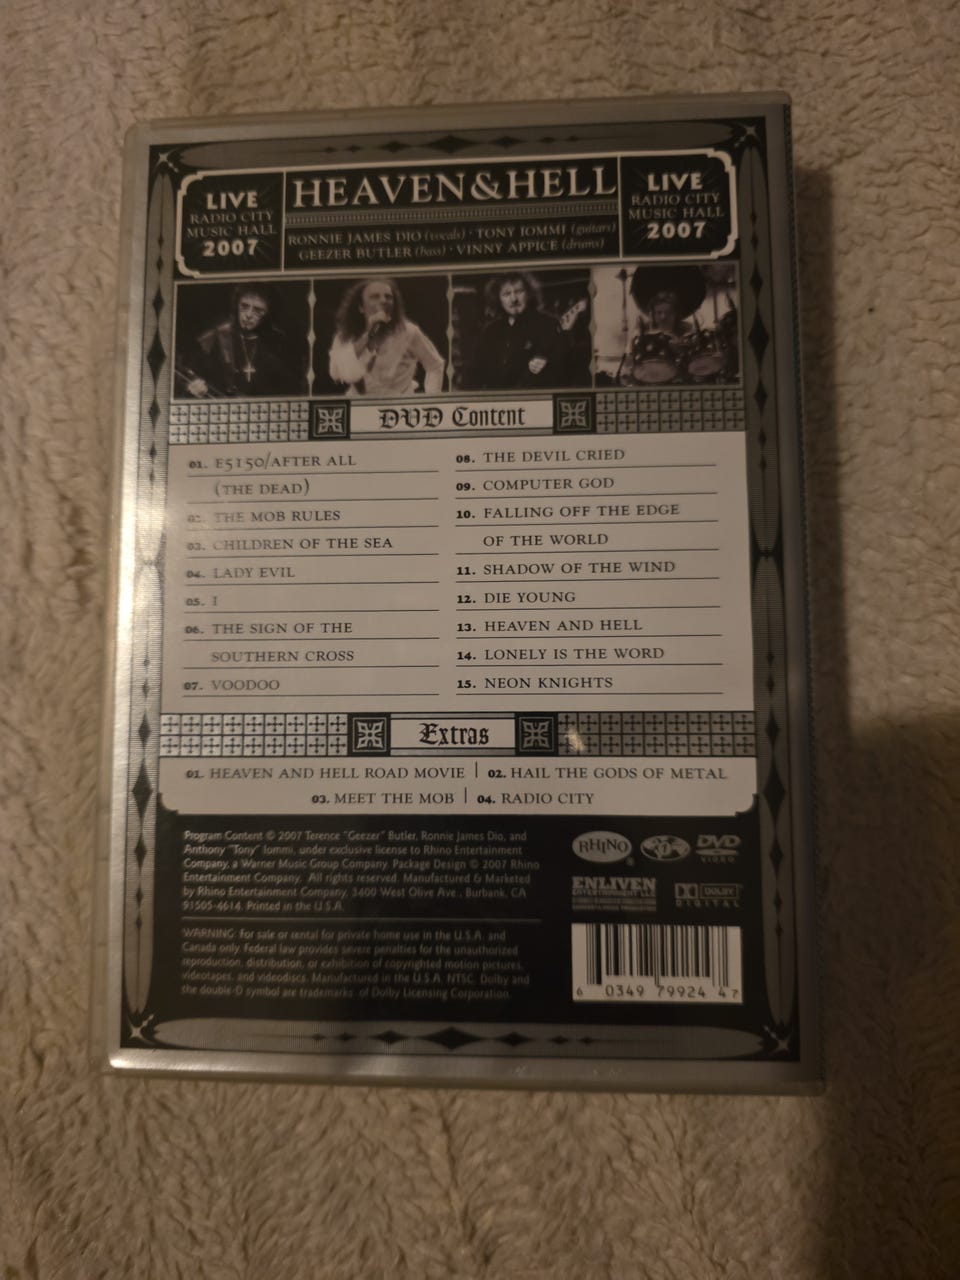 LIVE
RADIO CITY
MUSIC HALL
2007
HEAVEN&HELL
RONNIE JAMES DIO (vocals) · TONY IOMMI (guitars)
GEEZER BUTLER (bass) · VINNY APPICE (drums)
LIVE
RADIO CITY
MUSIC HALL
2007
DVD Content
01. E5150/AFTER ALL
(THE DEAD)
02. THE MOB RULES
03. CHILDREN OF THE SEA
04. LADY EVIL
05. I
06. THE SIGN OF THE
SOUTHERN CROSS
07. VOODOO
08. THE DEVIL CRIED
09. COMPUTER GOD
10. FALLING OFF THE EDGE
OF THE WORLD
11. SHADOW OF THE WIND
12. DIE YOUNG
13. HEAVEN AND HELL
14. LONELY IS THE WORD
15. NEON KNIGHTS
Extras
01. HEAVEN AND HELL ROAD MOVIE | 02. HAIL THE GODS OF METAL
03. MEET THE MOB | 04. RADIO CITY
Program Content © 2007 Terence "Geezer" Butler, Ronnie James Dio, and
Anthony "Tony" Iommi, under exclusive license to Rhino Entertainment
Company, a Warner Music Group Company. Package Design © 2007 Rhino
Entertainment Company. All rights reserved. Manufactured & Marketed
by Rhino Entertainment Company, 3400 West Olive Ave., Burbank, CA
91505-4614. Printed in the U.S.A.
WARNING: For sale or rental for private home use in the U.S.A. and
Canada only. Federal law provides severe penalties for the unauthorized
reproduction, distribution, or exhibition of copyrighted motion pictures,
videotapes, and videodiscs. Manufactured in the U.S.A. NTSC. Dolby and
the double-D symbol are trademarks of Dolby Licensing Corporation.
RHINO
®
DVD
VIDEO
ENLIVEN
ENTERTAINMENT LLC
DOLBY
DIGITAL
6 0349 79924 4 7